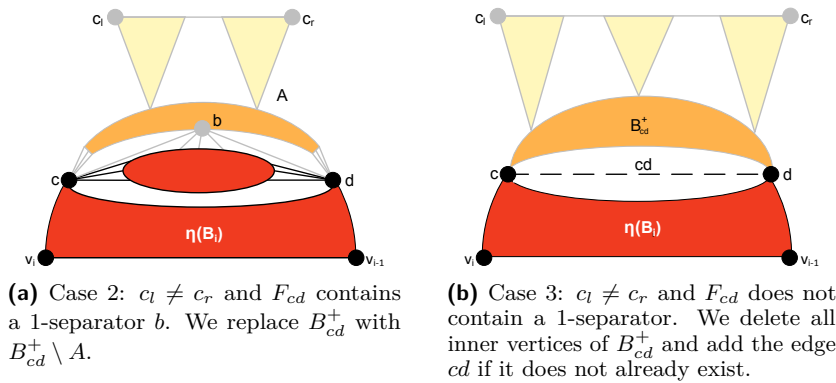 c_l c_r
A
b
c d
η(B_i)
v_i v_{i-1}
(a) Case 2: c_l ≠ c_r and F_{cd} contains
a 1-separator b. We replace B^+_{cd} with
B^+_{cd} \ A.
c_l c_r
B^+_{cd}
cd
c d
η(B_i)
v_i v_{i-1}
(b) Case 3: c_l ≠ c_r and F_{cd} does not
contain a 1-separator. We delete all
inner vertices of B^+_{cd} and add the edge
cd if it does not already exist.